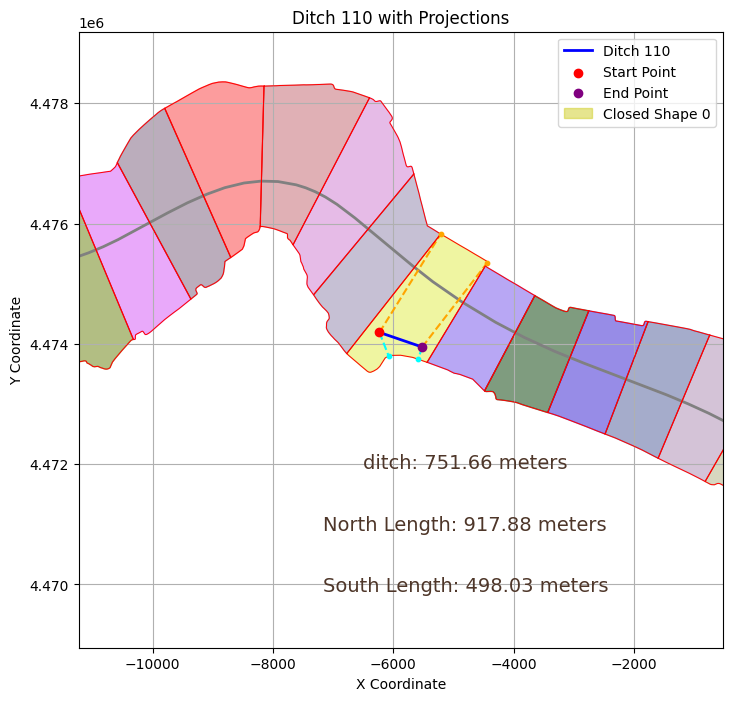 Ditch 110 with Projections
1e6
Ditch 110
Start Point
End Point
Closed Shape 0
4.478
4.476
4.474
4.472
4.470
Y Coordinate
ditch: 751.66 meters
North Length: 917.88 meters
South Length: 498.03 meters
−10000 −8000 −6000 −4000 −2000
X Coordinate